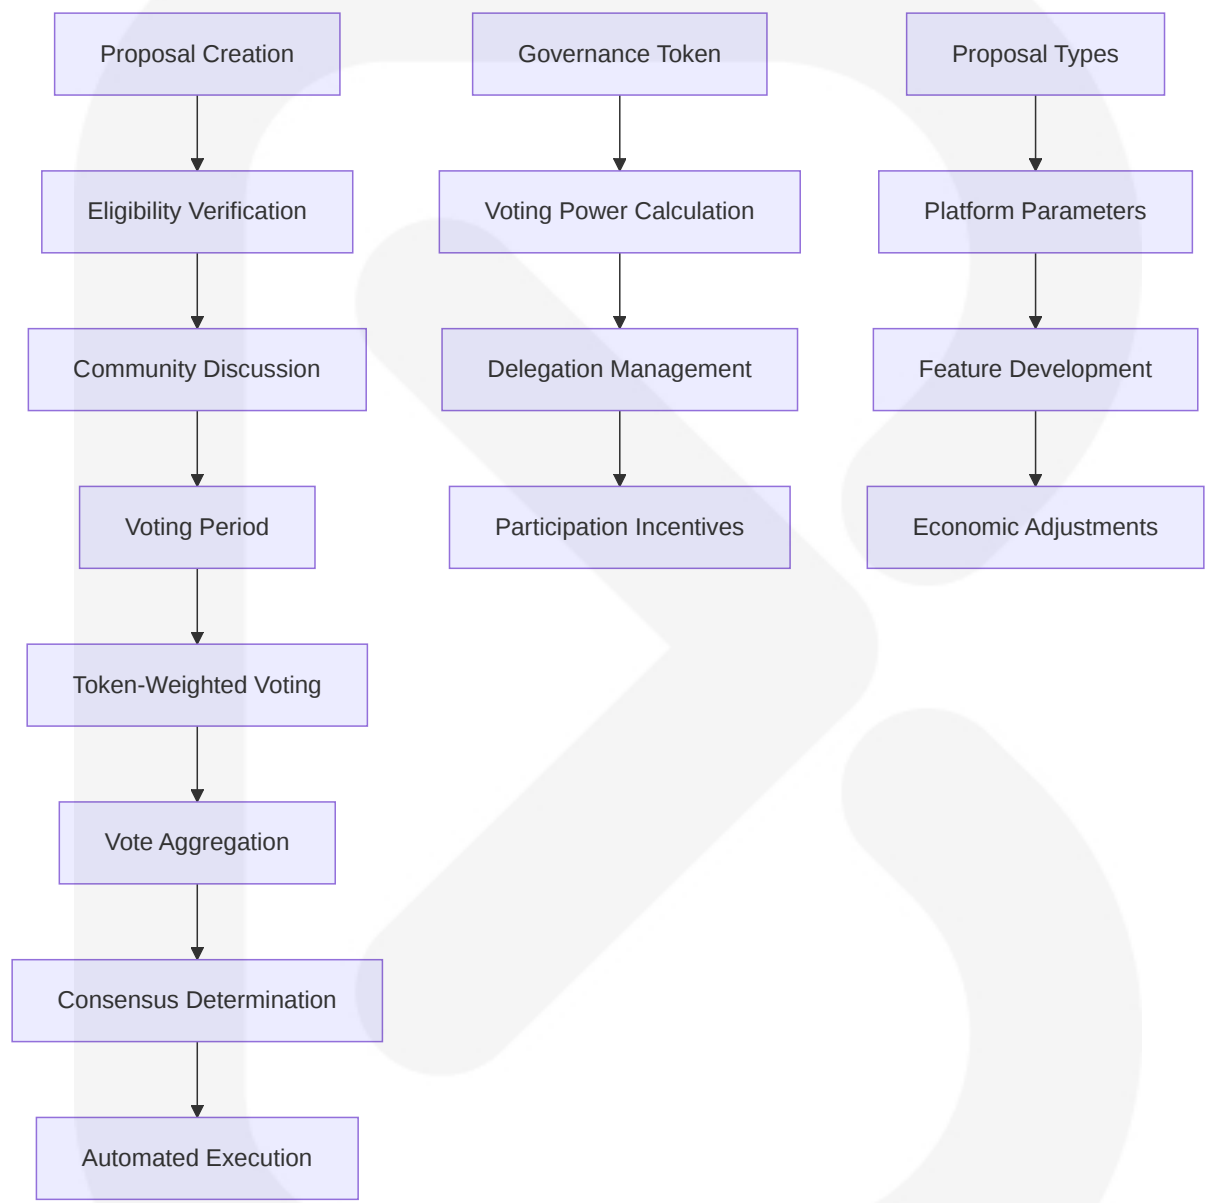 Proposal Creation
Governance Token
Proposal Types
Eligibility Verification
Voting Power Calculation
Platform Parameters
Community Discussion
Delegation Management
Feature Development
Voting Period
Participation Incentives
Economic Adjustments
Token-Weighted Voting
Vote Aggregation
Consensus Determination
Automated Execution